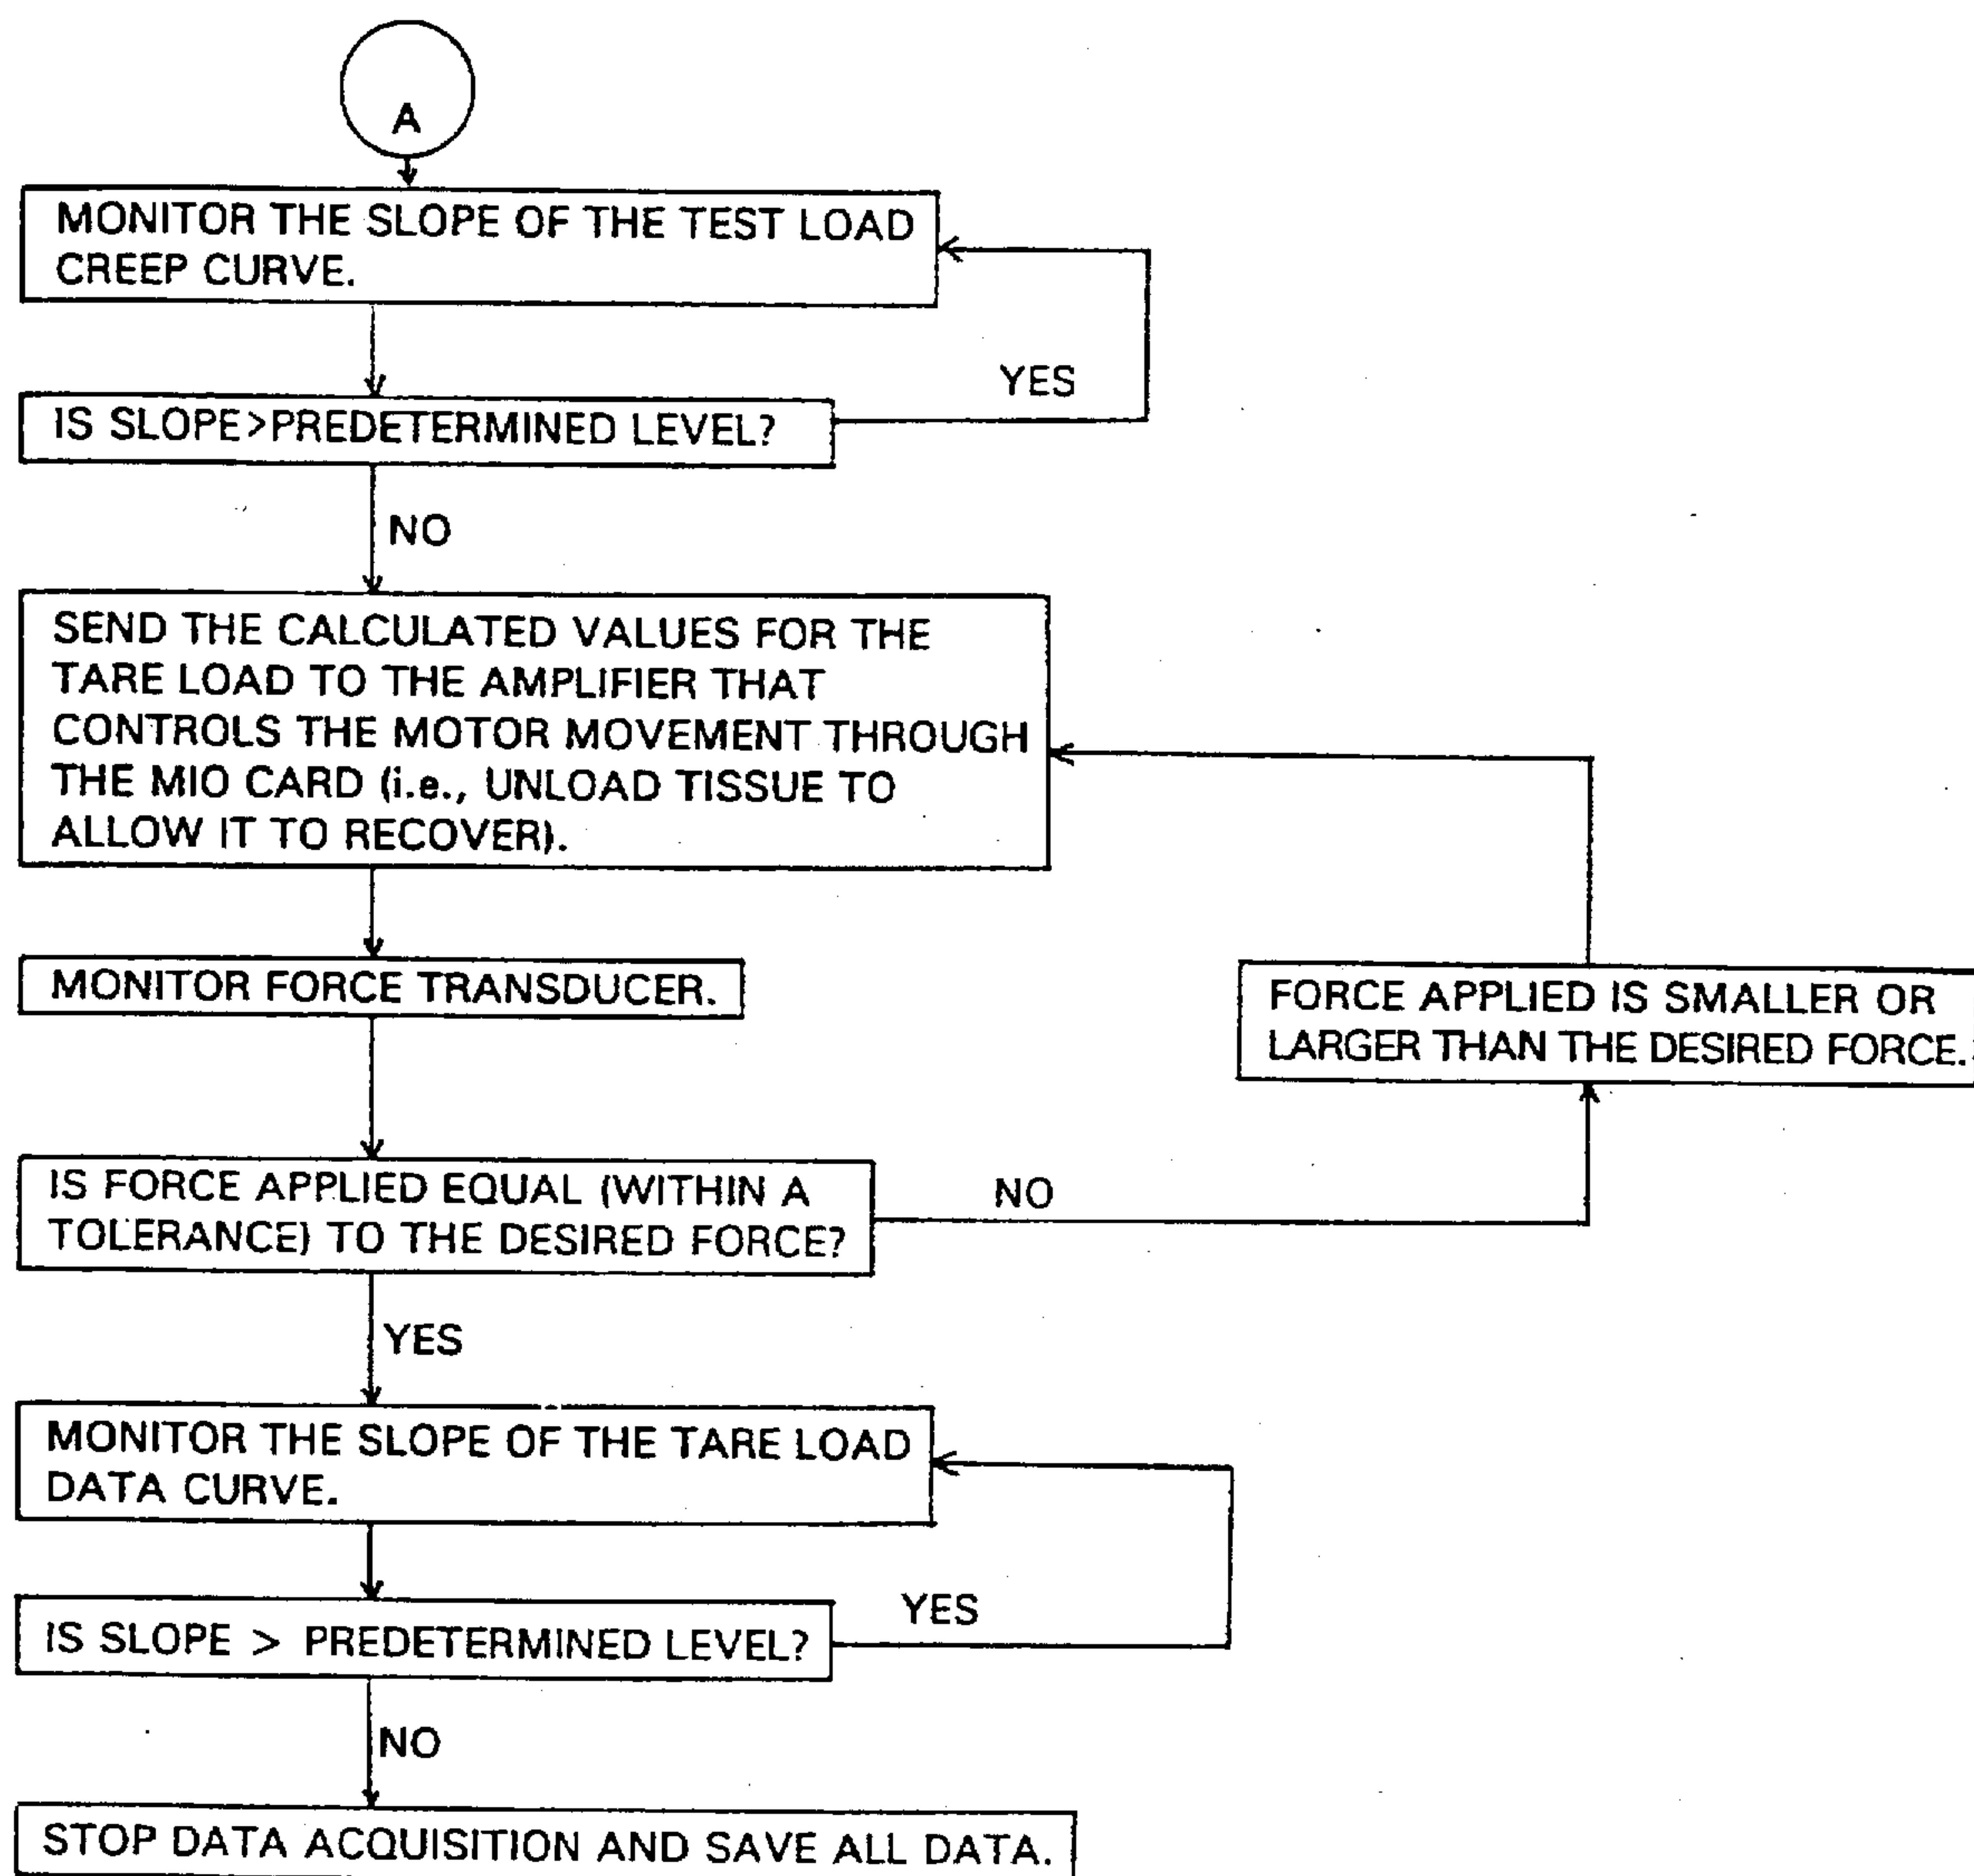 A
MONITOR THE SLOPE OF THE TEST LOAD
CREEP CURVE.
YES
IS SLOPE>PREDETERMINED LEVEL?
NO
SEND THE CALCULATED VALUES FOR THE
TARE LOAD TO THE AMPLIFIER THAT
CONTROLS THE MOTOR MOVEMENT THROUGH
THE MIO CARD (i.e., UNLOAD TISSUE TO
ALLOW IT TO RECOVER).
MONITOR FORCE TRANSDUCER.
FORCE APPLIED IS SMALLER OR
LARGER THAN THE DESIRED FORCE.
IS FORCE APPLIED EQUAL (WITHIN A
TOLERANCE) TO THE DESIRED FORCE?
NO
YES
MONITOR THE SLOPE OF THE TARE LOAD
DATA CURVE.
YES
IS SLOPE > PREDETERMINED LEVEL?
NO
STOP DATA ACQUISITION AND SAVE ALL DATA.